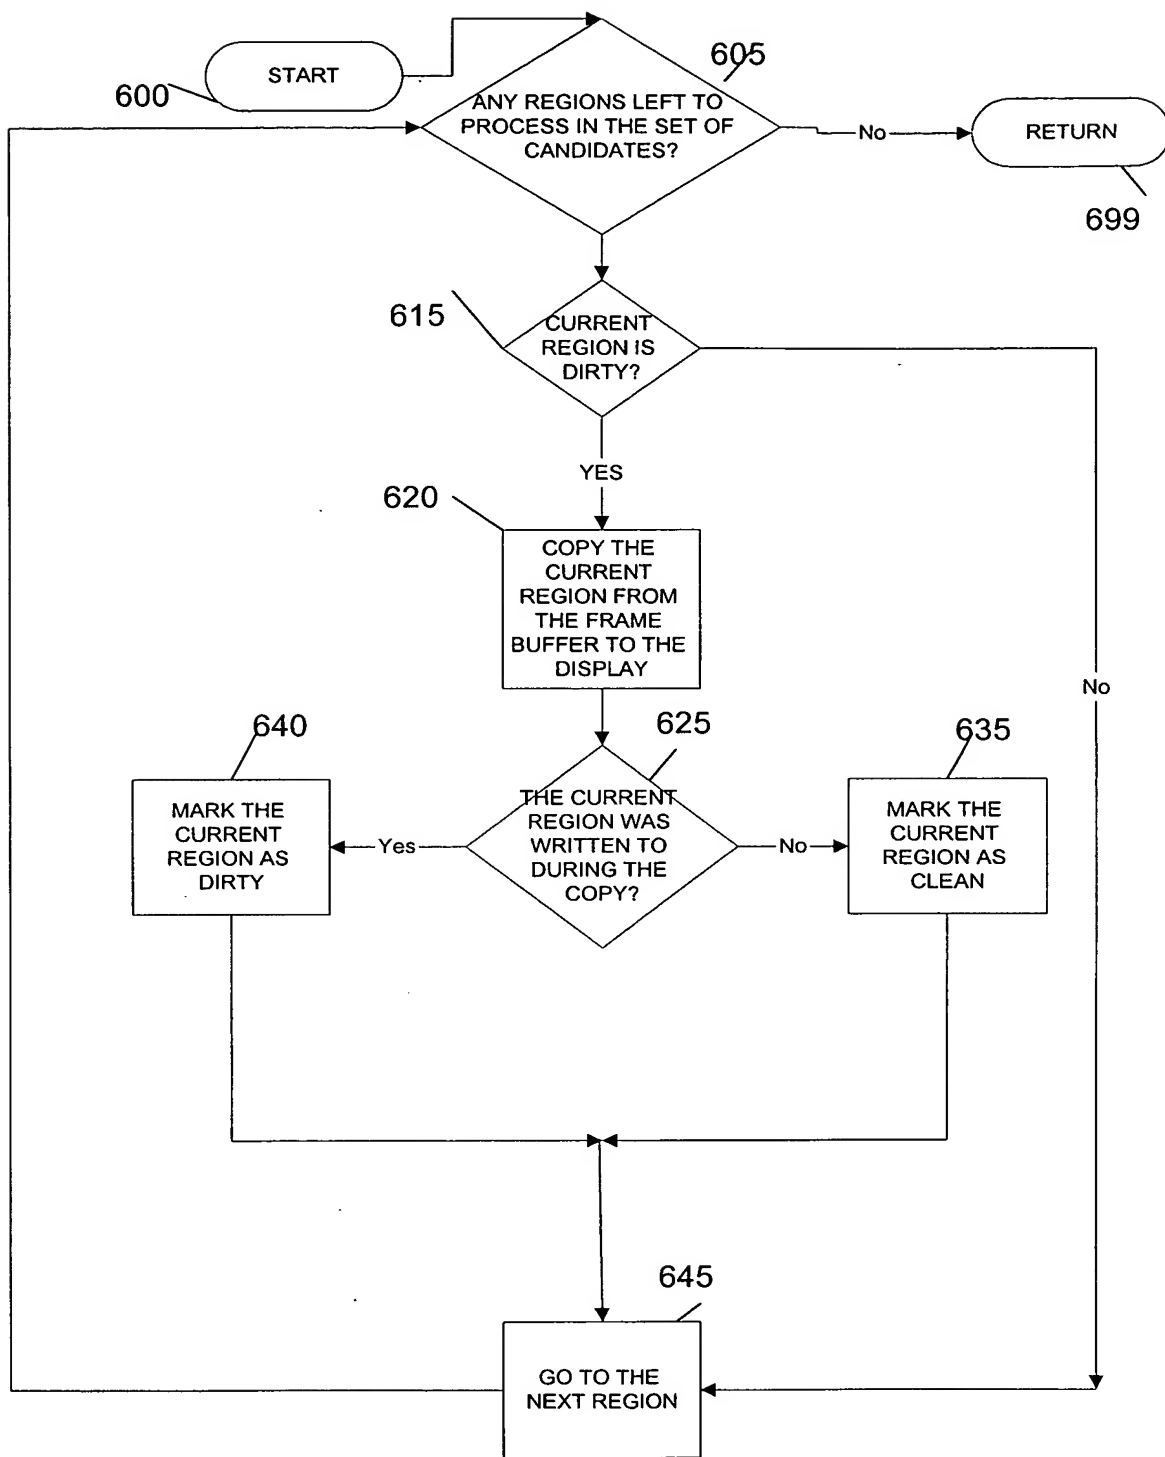 START
600
605
ANY REGIONS LEFT TO
PROCESS IN THE SET OF
CANDIDATES?
No
RETURN
699
615
CURRENT
REGION IS
DIRTY?
YES
No
620
COPY THE
CURRENT
REGION FROM
THE FRAME
BUFFER TO THE
DISPLAY
625
THE CURRENT
REGION WAS
WRITTEN TO
DURING THE
COPY?
Yes
No
640
MARK THE
CURRENT
REGION AS
DIRTY
635
MARK THE
CURRENT
REGION AS
CLEAN
645
GO TO THE
NEXT REGION